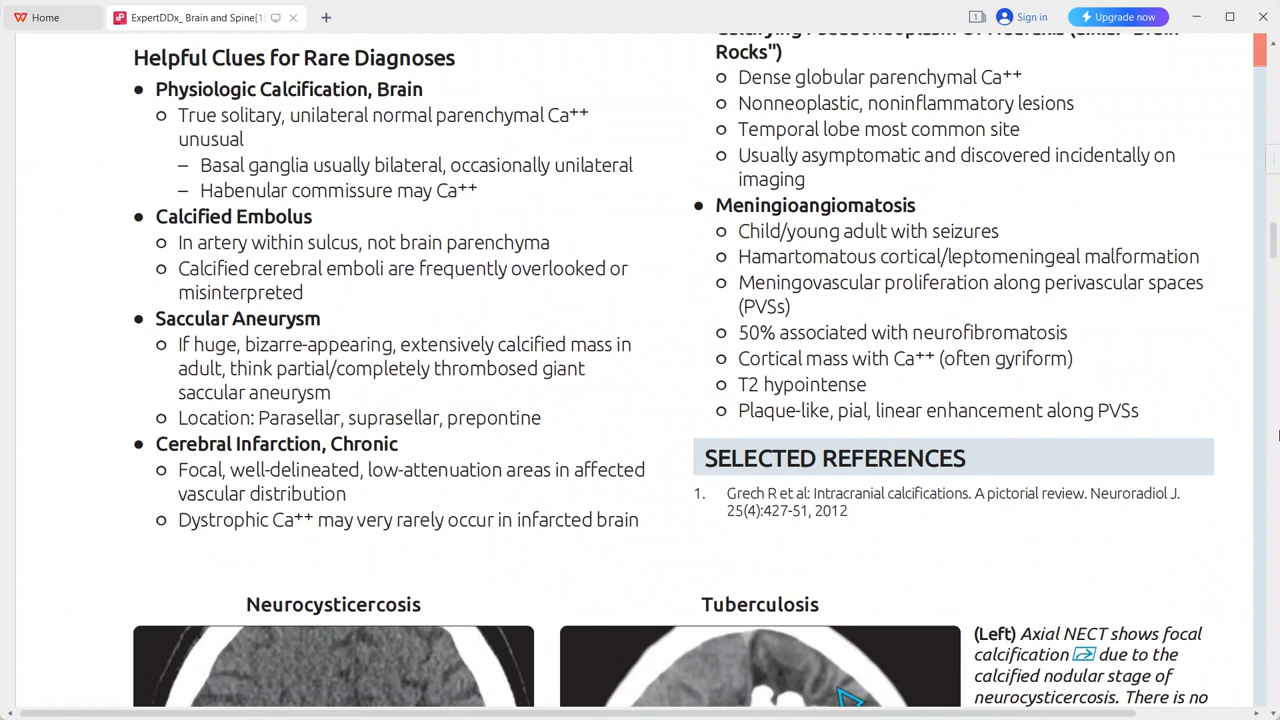 Home
ExpertDDx_ Brain and Spine[1]
1
Sign in
Upgrade now
Helpful Clues for Rare Diagnoses
● Physiologic Calcification, Brain
○ True solitary, unilateral normal parenchymal Ca⁺⁺
unusual
– Basal ganglia usually bilateral, occasionally unilateral
– Habenular commissure may Ca⁺⁺
● Calcified Embolus
○ In artery within sulcus, not brain parenchyma
○ Calcified cerebral emboli are frequently overlooked or
misinterpreted
● Saccular Aneurysm
○ If huge, bizarre-appearing, extensively calcified mass in
adult, think partial/completely thrombosed giant
saccular aneurysm
○ Location: Parasellar, suprasellar, prepontine
● Cerebral Infarction, Chronic
○ Focal, well-delineated, low-attenuation areas in affected
vascular distribution
○ Dystrophic Ca⁺⁺ may very rarely occur in infarcted brain
Rocks")
○ Dense globular parenchymal Ca⁺⁺
○ Nonneoplastic, noninflammatory lesions
○ Temporal lobe most common site
○ Usually asymptomatic and discovered incidentally on
imaging
● Meningioangiomatosis
○ Child/young adult with seizures
○ Hamartomatous cortical/leptomeningeal malformation
○ Meningovascular proliferation along perivascular spaces
(PVSs)
○ 50% associated with neurofibromatosis
○ Cortical mass with Ca⁺⁺ (often gyriform)
○ T2 hypointense
○ Plaque-like, pial, linear enhancement along PVSs
SELECTED REFERENCES
1. Grech R et al: Intracranial calcifications. A pictorial review. Neuroradiol J.
25(4):427-51, 2012
Neurocysticercosis
Tuberculosis
(Left) Axial NECT shows focal
calcification due to the
calcified nodular stage of
neurocysticercosis. There is no